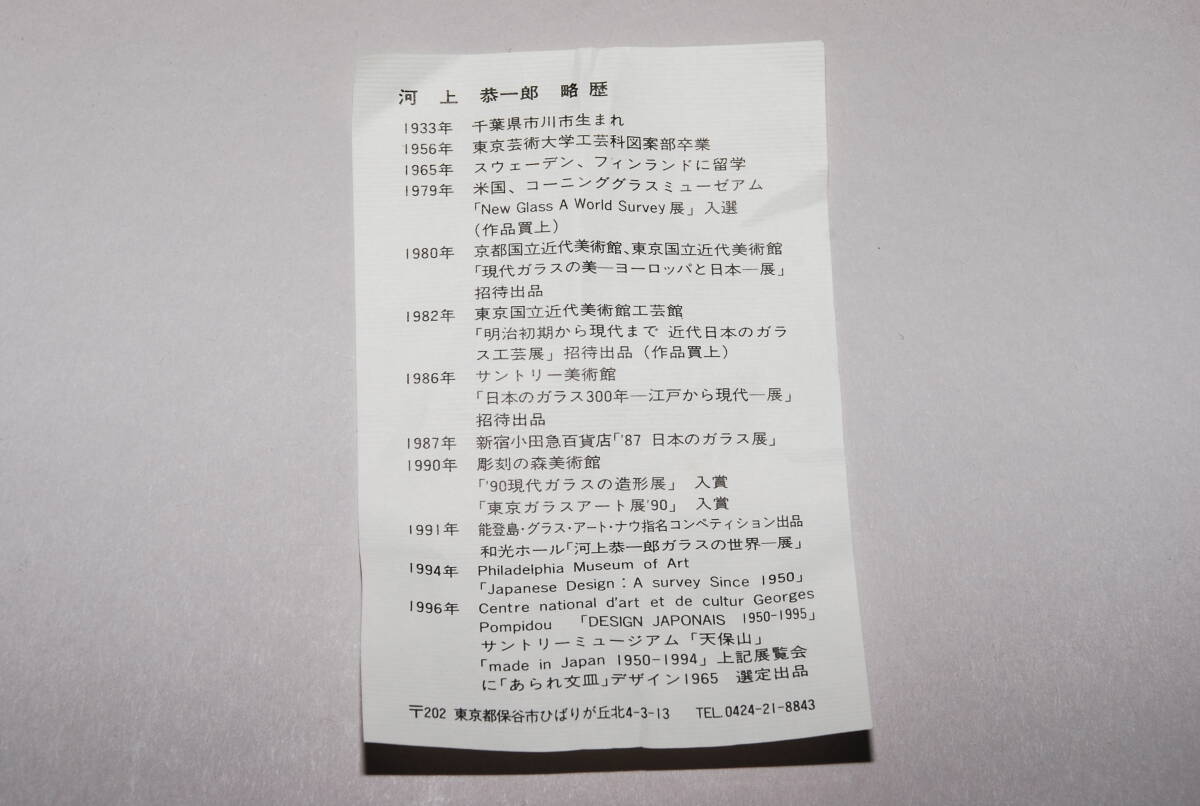 河上 恭一郎 略歴
1933年 千葉県市川市生まれ
1956年 東京芸術大学工芸科図案部卒業
1965年 スウェーデン、フィンランドに留学
1979年 米国、コーニンググラスミューゼアム
「New Glass A World Survey展」入選
(作品買上)
1980年 京都国立近代美術館、東京国立近代美術館
「現代ガラスの美―ヨーロッパと日本―展」
招待出品
1982年 東京国立近代美術館工芸館
「明治初期から現代まで 近代日本のガラ
ス工芸展」招待出品(作品買上)
1986年 サントリー美術館
「日本のガラス300年―江戸から現代―展」
招待出品
1987年 新宿小田急百貨店「'87 日本のガラス展」
1990年 彫刻の森美術館
「'90現代ガラスの造形展」 入賞
「東京ガラスアート展'90」 入賞
1991年 能登島・グラス・アート・ナウ指名コンペティション出品
和光ホール「河上恭一郎ガラスの世界―展」
1994年 Philadelphia Museum of Art
「Japanese Design : A survey Since 1950」
1996年 Centre national d'art et de cultur Georges
Pompidou 「DESIGN JAPONAIS 1950-1995」
サントリーミュージアム「天保山」
「made in Japan 1950-1994」上記展覧会
に「あられ文皿」デザイン1965 選定出品
〒202 東京都保谷市ひばりが丘北4-3-13 TEL.0424-21-8843